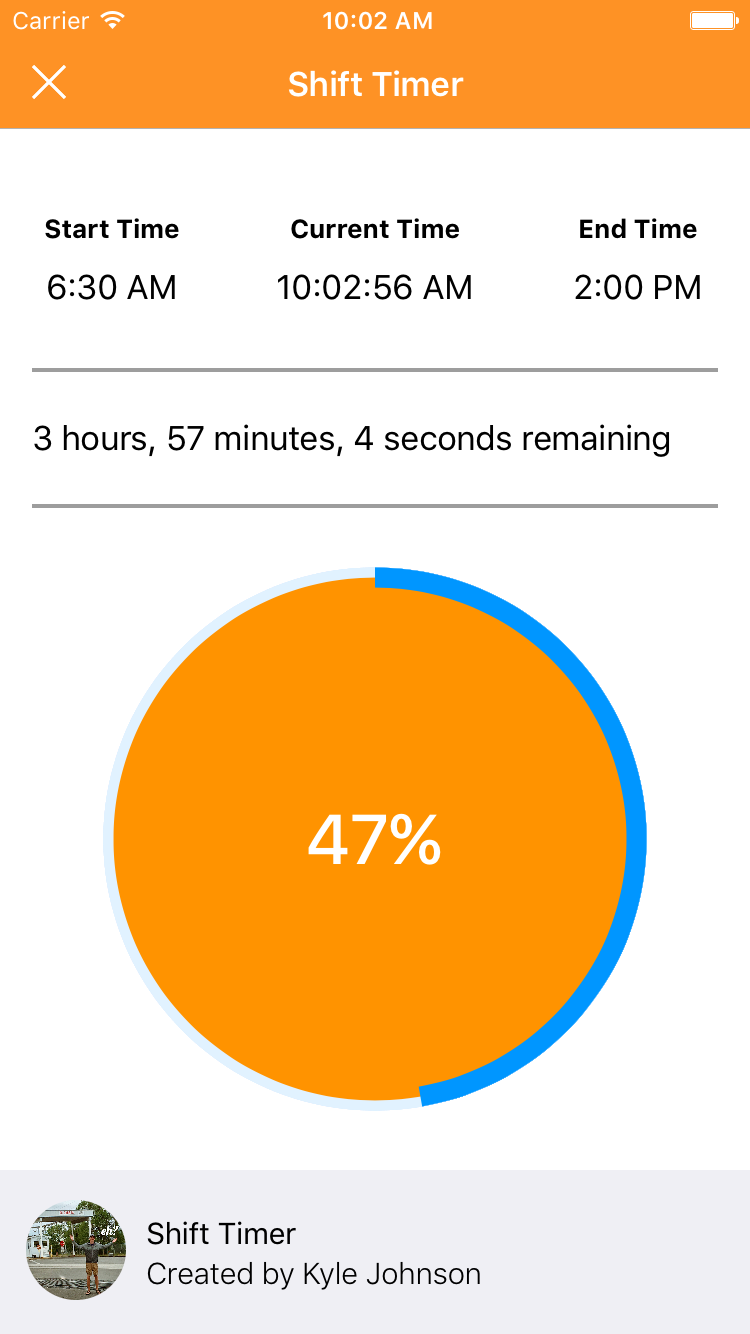 Carrier 10:02 AM
Shift Timer
Start Time Current Time End Time
6:30 AM 10:02:56 AM 2:00 PM
3 hours, 57 minutes, 4 seconds remaining
47%
Shift Timer
Created by Kyle Johnson